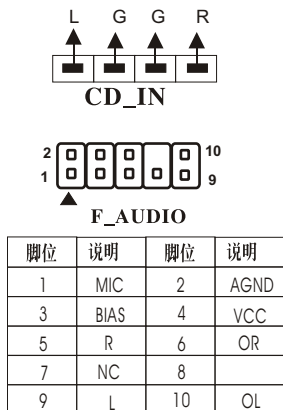 L G G R
CD_IN
2 10
1 9
F_AUDIO
脚位 说明 脚位 说明
1 MIC 2 AGND
3 BIAS 4 VCC
5 R 6 OR
7 NC 8
9 L 10 OL